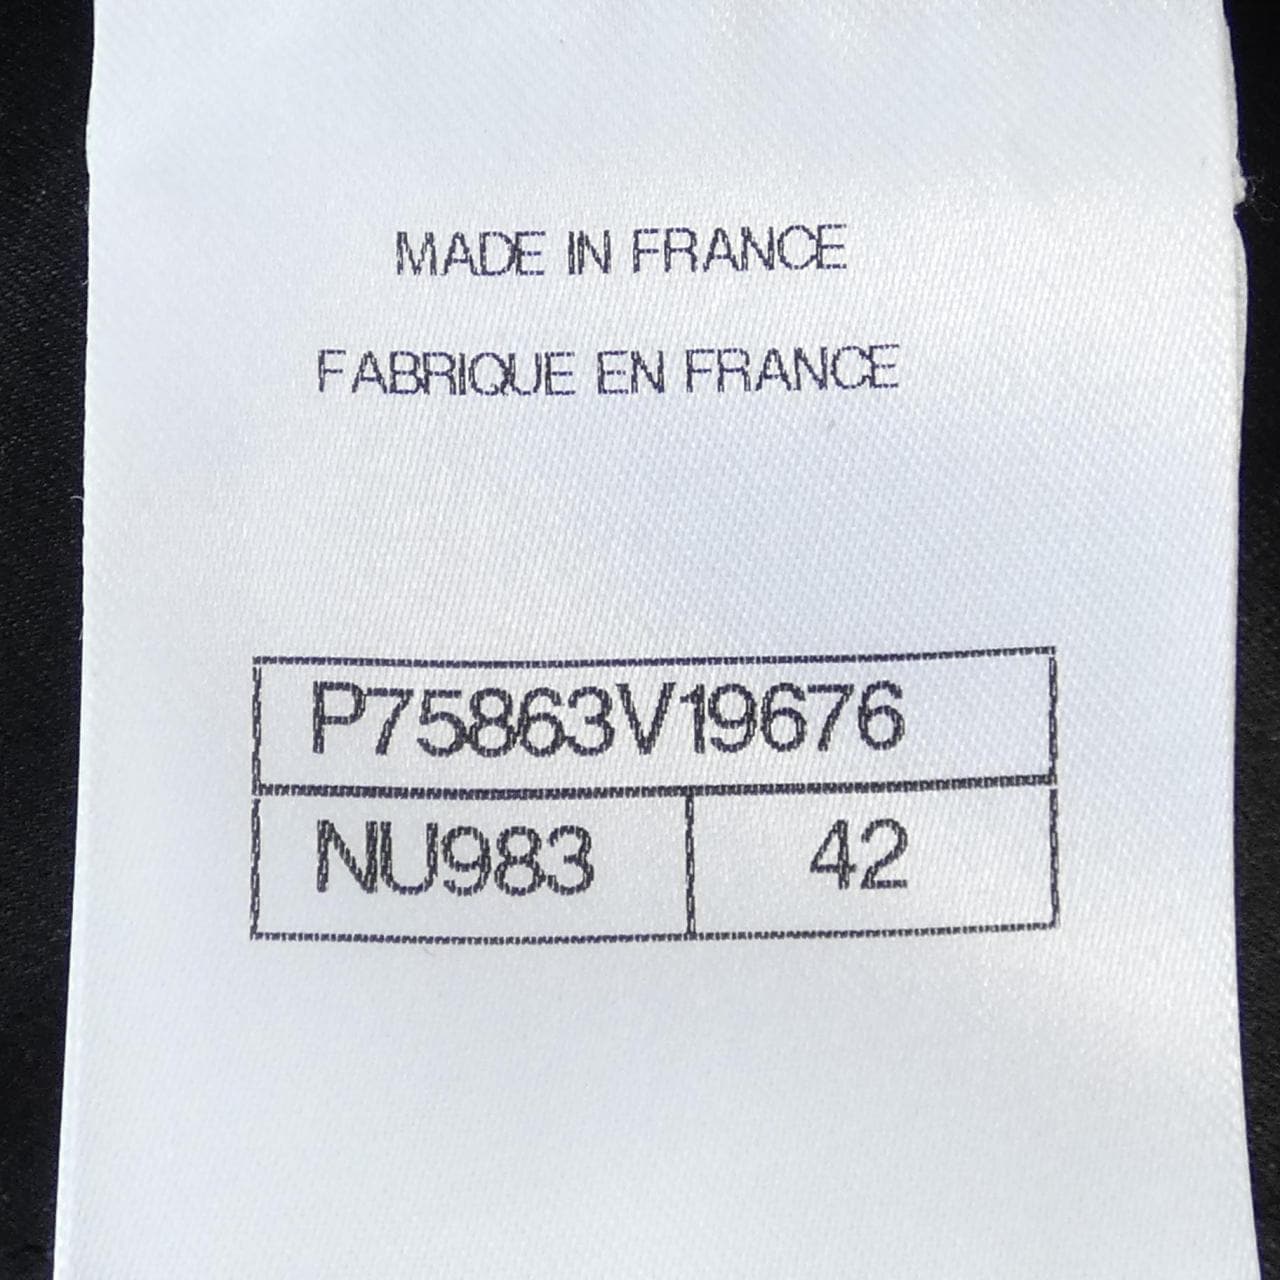 MADE IN FRANCE
FABRIQUE EN FRANCE
P75863V19676
NU983 42